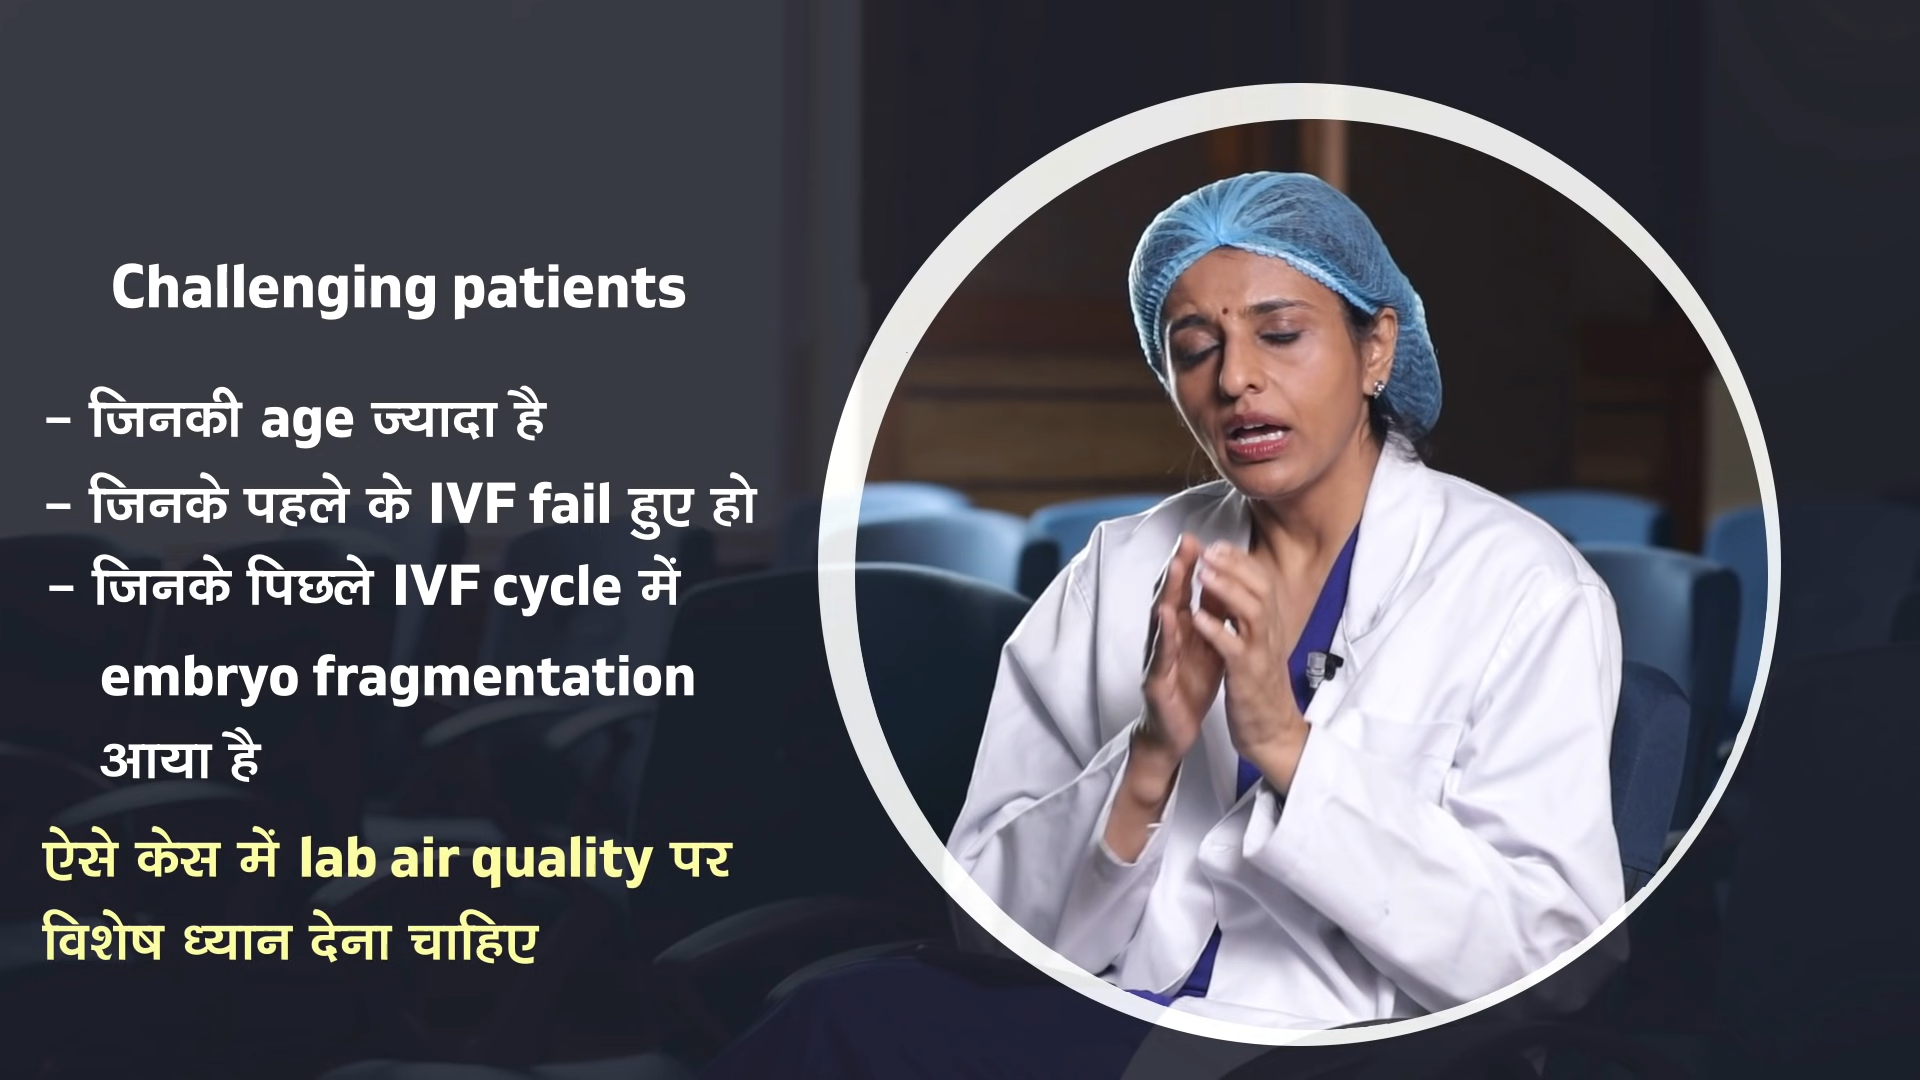 Challenging patients
– जिनकी age ज्यादा है
– जिनके पहले के IVF fail हुए हो
– जिनके पिछले IVF cycle में
embryo fragmentation
आया है
ऐसे केस में lab air quality पर
विशेष ध्यान देना चाहिए